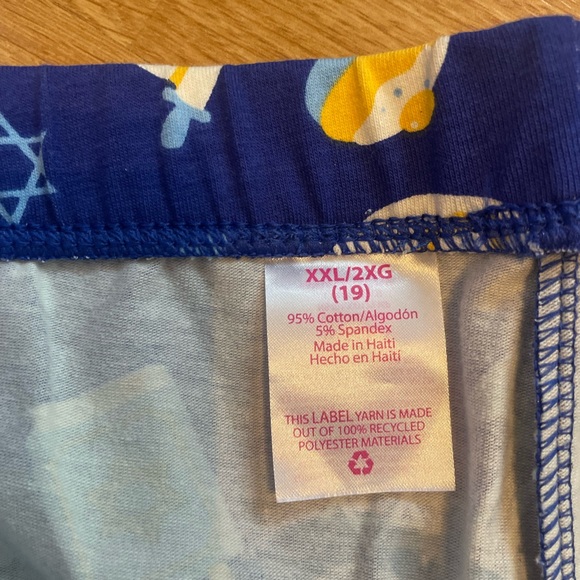 XXL/2XG
(19)
95% Cotton/Algodón
5% Spandex
Made in Haiti
Hecho en Haití
THIS LABEL YARN IS MADE
OUT OF 100% RECYCLED
POLYESTER MATERIALS